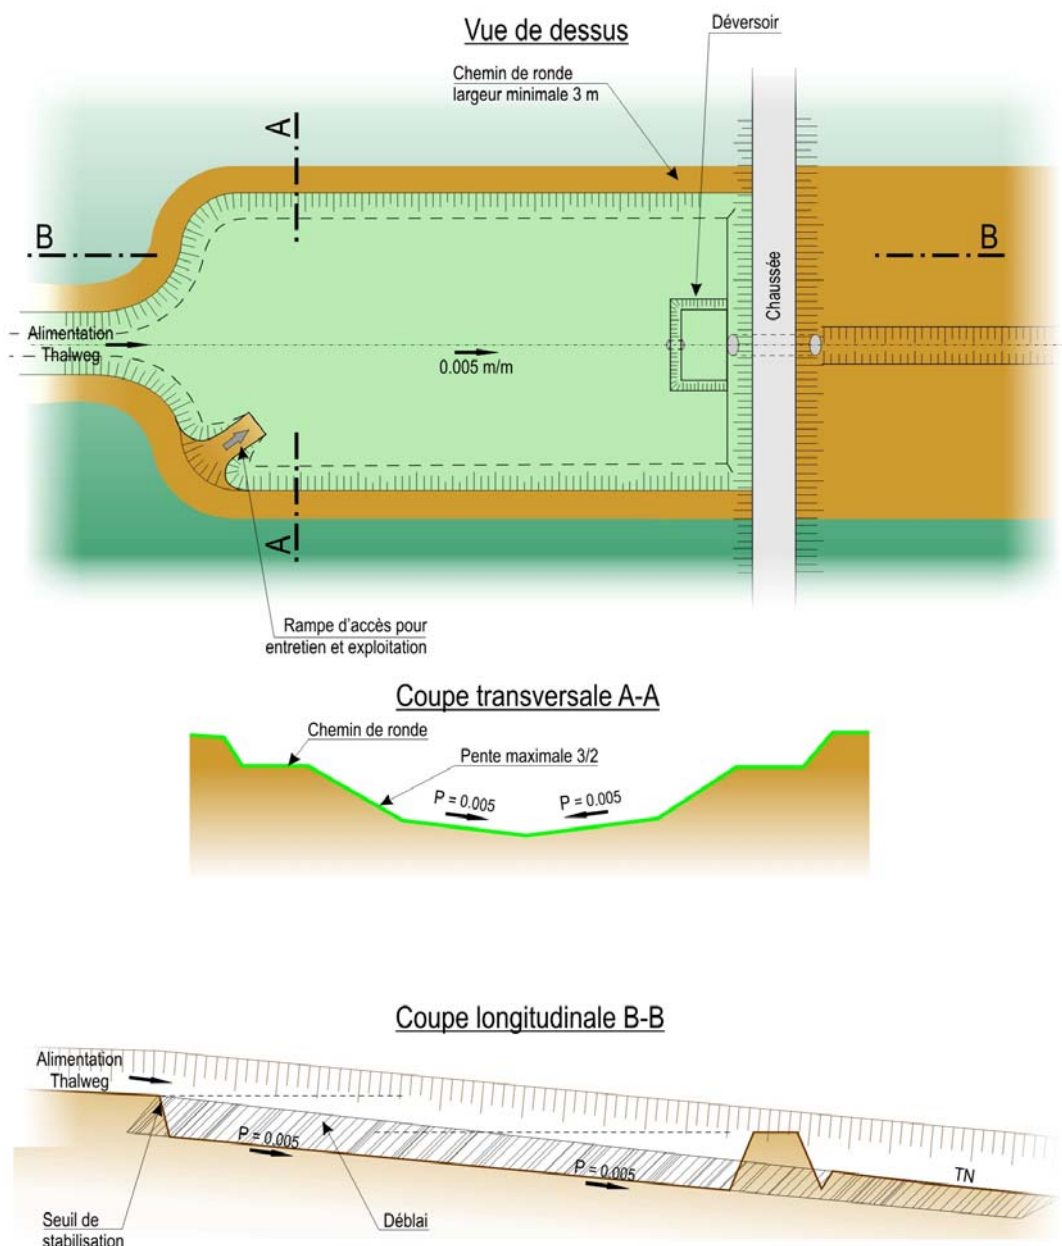 Vue de dessus
Déversoir
Chemin de ronde
largeur minimale 3 m
A
B
B
Chaussée
Alimentation
Thalweg
0.005 m/m
A
Rampe d'accès pour
entretien et exploitation
Coupe transversale A-A
Chemin de ronde
Pente maximale 3/2
P = 0.005
P = 0.005
Coupe longitudinale B-B
Alimentation
Thalweg
P = 0.005
P = 0.005
TN
Seuil de
stabilisation
Déblai